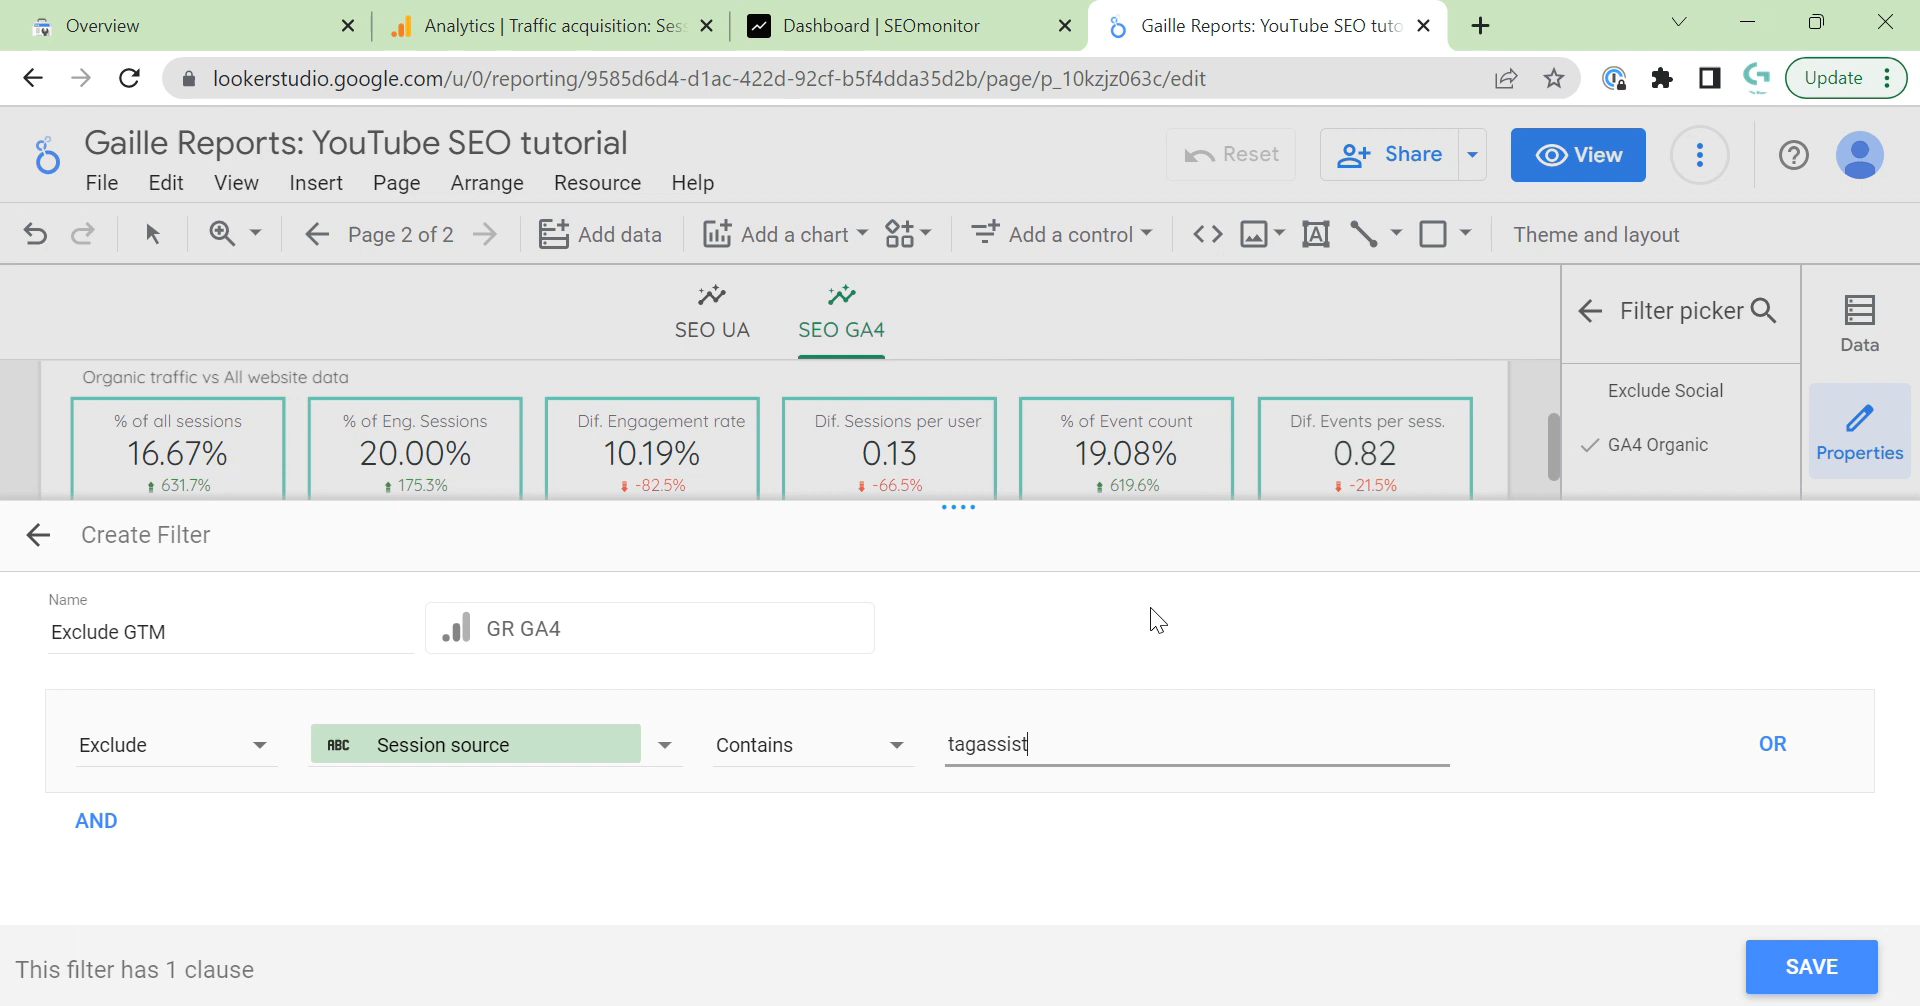 Overview
Analytics | Traffic acquisition: Ses
Dashboard | SEOmonitor
Gaille Reports: YouTube SEO tuto
lookerstudio.google.com/u/0/reporting/9585d6d4-d1ac-422d-92cf-b5f4dda35d2b/page/p_10kzjz063c/edit
Update
Gaille Reports: YouTube SEO tutorial
Reset
Share
View
File Edit View Insert Page Arrange Resource Help
Page 2 of 2
Add data
Add a chart
Add a control
Theme and layout
SEO UA
SEO GA4
Filter picker
Data
Exclude Social
GA4 Organic
Properties
Organic traffic vs All website data
% of all sessions
16.67%
631.7%
% of Eng. Sessions
20.00%
175.3%
Dif. Engagement rate
10.19%
-82.5%
Dif. Sessions per user
0.13
-66.5%
% of Event count
19.08%
619.6%
Dif. Events per sess.
0.82
-21.5%
Create Filter
Name
Exclude GTM
GR GA4
Exclude
ABC Session source
Contains
tagassist
OR
AND
This filter has 1 clause
SAVE